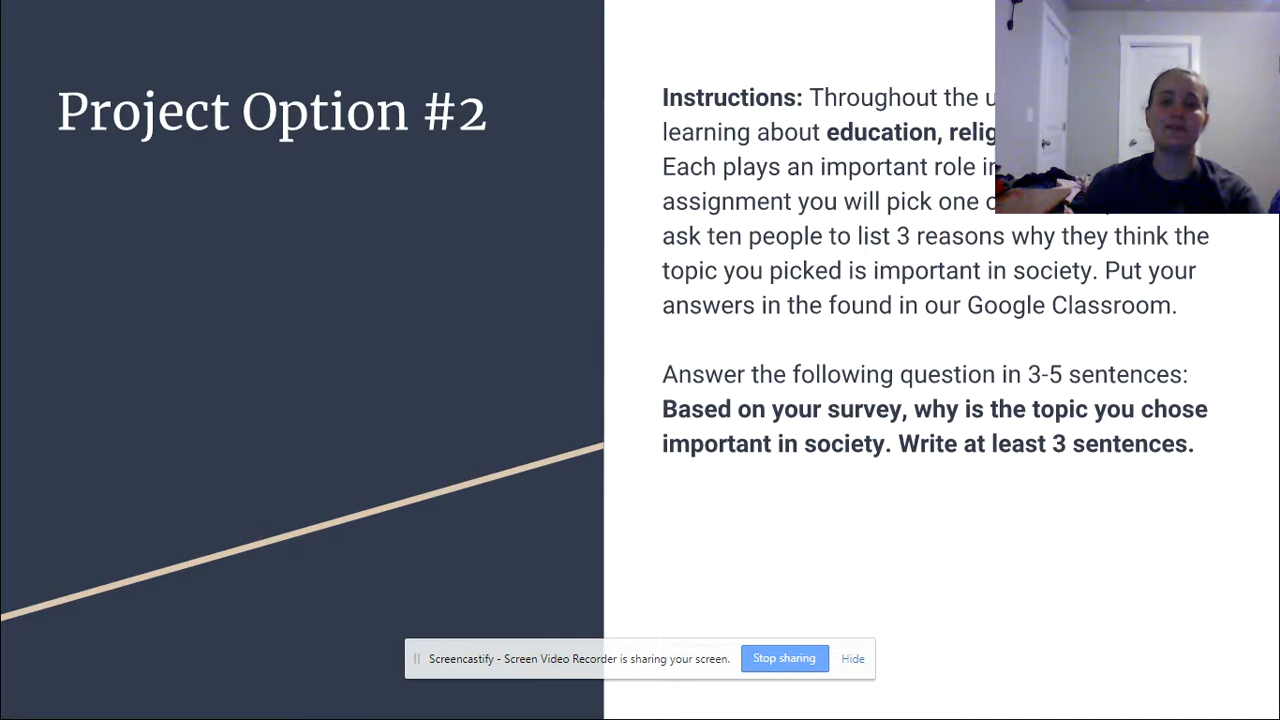 Project Option #2
Instructions: Throughout the
learning about education,
Each plays an important role
assignment you will pick one
ask ten people to list 3 reasons why they think the
topic you picked is important in society. Put your
answers in the found in our Google Classroom.
Answer the following question in 3-5 sentences:
Based on your survey, why is the topic you chose
important in society. Write at least 3 sentences.
Screencastify - Screen Video Recorder is sharing your screen.
Stop sharing
Hide